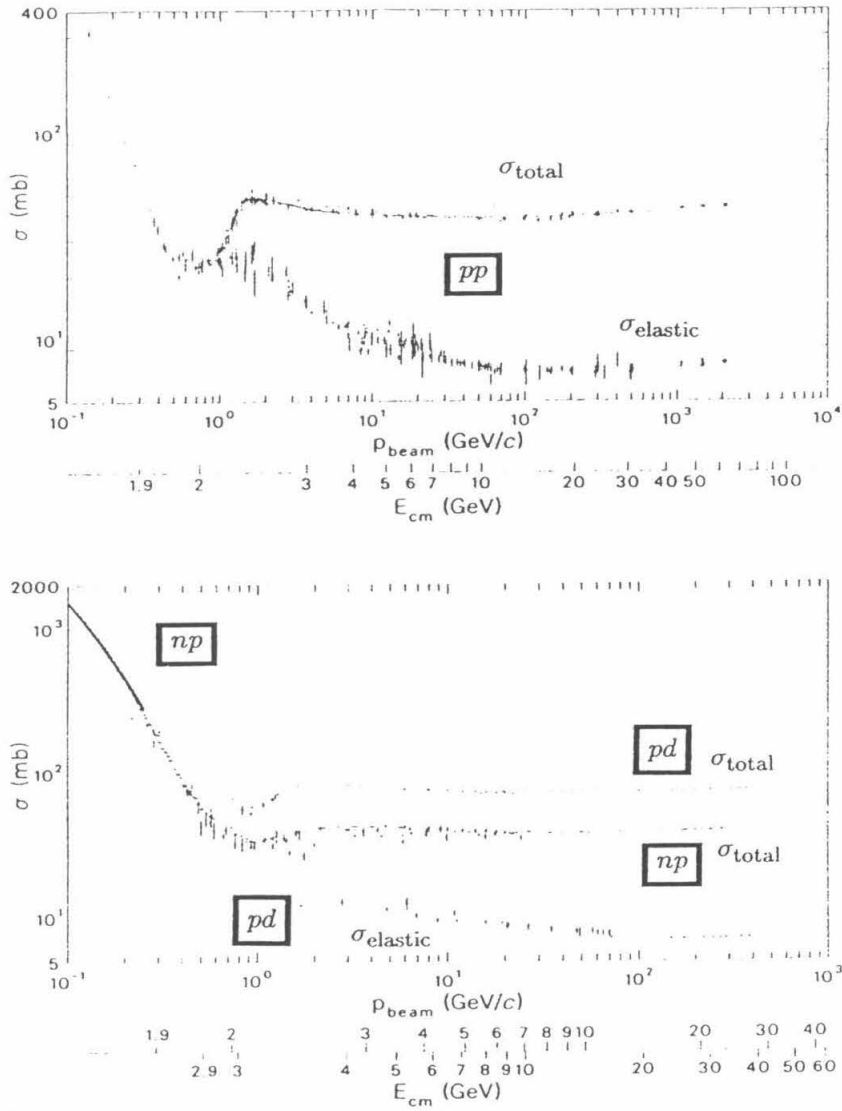 400
10²
σ (mb)
10¹
5
σ_total
pp
σ_elastic
10⁻¹ 10⁰ 10¹ 10² 10³ 10⁴
p_beam (GeV/c)
1.9 2 3 4 5 6 7 10 20 30 40 50 60 100
E_cm (GeV)
2000
10³
σ (mb)
10²
10¹
5
np
pd
σ_total
np σ_total
pd
σ_elastic
10⁻¹ 10⁰ 10¹ 10² 10³
p_beam (GeV/c)
1.9 2 3 4 5 6 7 8 9 10 20 30 40
2.9 3 4 5 6 7 8 9 10 20 30 40 50 60
E_cm (GeV)